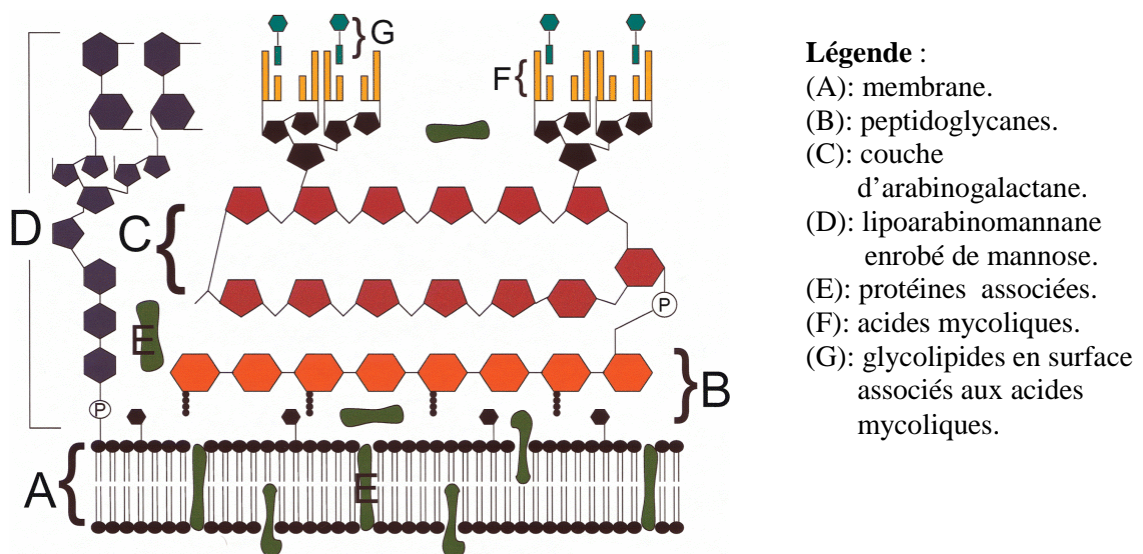 G
F
D
C
E
P
B
P
A
E
Légende :
(A): membrane.
(B): peptidoglycanes.
(C): couche
d’arabinogalactane.
(D): lipoarabinomannane
enrobé de mannose.
(E): protéines associées.
(F): acides mycoliques.
(G): glycolipides en surface
associés aux acides
mycoliques.